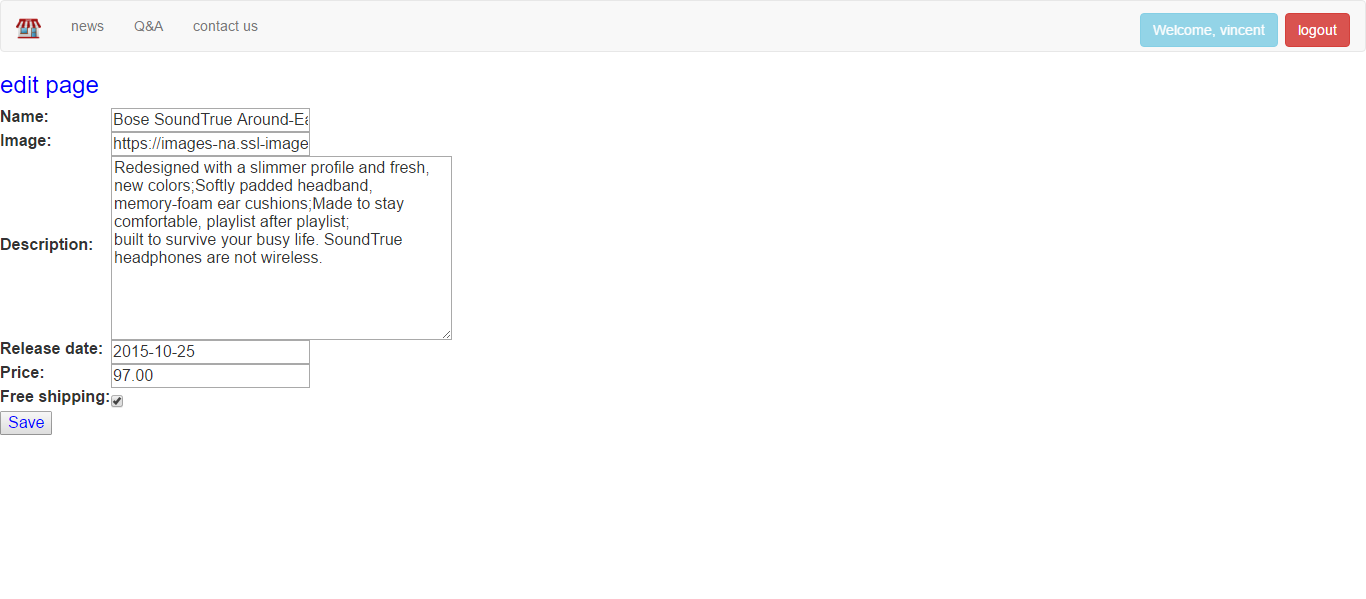 news Q&A contact us Welcome, vincent logout
edit page
Name: Bose SoundTrue Around-Ea
Image: https://images-na.ssl-image
Redesigned with a slimmer profile and fresh,
new colors;Softly padded headband,
memory-foam ear cushions;Made to stay
comfortable, playlist after playlist;
Description: built to survive your busy life. SoundTrue
headphones are not wireless.
Release date: 2015-10-25
Price: 97.00
Free shipping:
Save